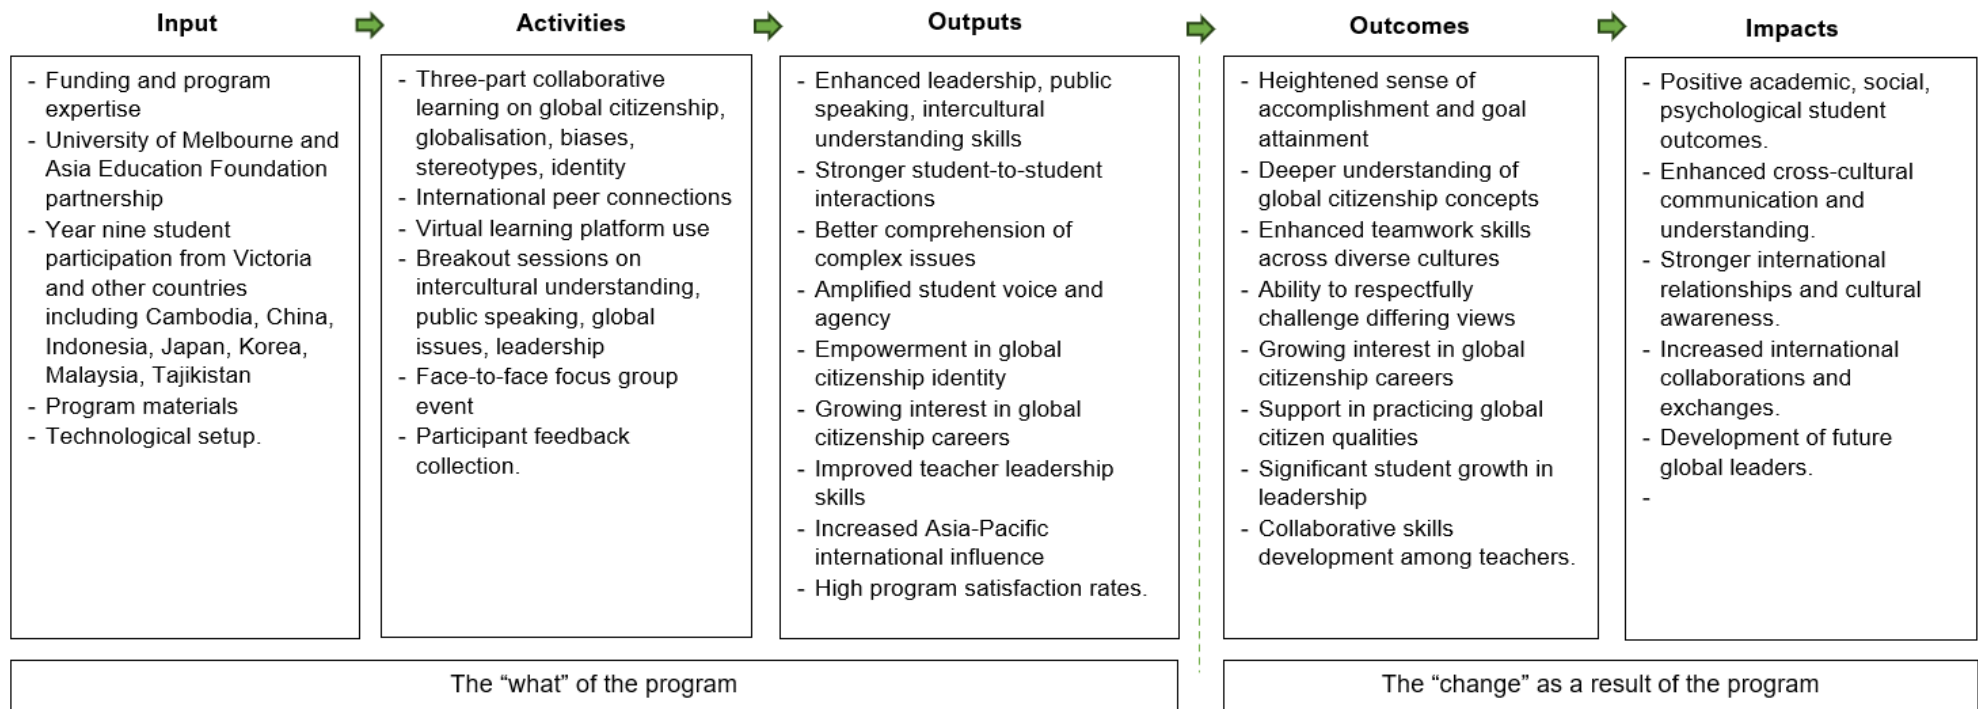 Input
Activities
Outputs
Outcomes
Impacts
- Funding and program
expertise
- University of Melbourne and
Asia Education Foundation
partnership
- Year nine student
participation from Victoria
and other countries
including Cambodia, China,
Indonesia, Japan, Korea,
Malaysia, Tajikistan
- Program materials
- Technological setup.
- Three-part collaborative
learning on global citizenship,
globalisation, biases,
stereotypes, identity
- International peer connections
- Virtual learning platform use
- Breakout sessions on
intercultural understanding,
public speaking, global
issues, leadership
- Face-to-face focus group
event
- Participant feedback
collection.
- Enhanced leadership, public
speaking, intercultural
understanding skills
- Stronger student-to-student
interactions
- Better comprehension of
complex issues
- Amplified student voice and
agency
- Empowerment in global
citizenship identity
- Growing interest in global
citizenship careers
- Improved teacher leadership
skills
- Increased Asia-Pacific
international influence
- High program satisfaction rates.
- Heightened sense of
accomplishment and goal
attainment
- Deeper understanding of
global citizenship concepts
- Enhanced teamwork skills
across diverse cultures
- Ability to respectfully
challenge differing views
- Growing interest in global
citizenship careers
- Support in practicing global
citizen qualities
- Significant student growth in
leadership
- Collaborative skills
development among teachers.
- Positive academic, social,
psychological student
outcomes.
- Enhanced cross-cultural
communication and
understanding.
- Stronger international
relationships and cultural
awareness.
- Increased international
collaborations and
exchanges.
- Development of future
global leaders.
-
The “what” of the program
The “change” as a result of the program